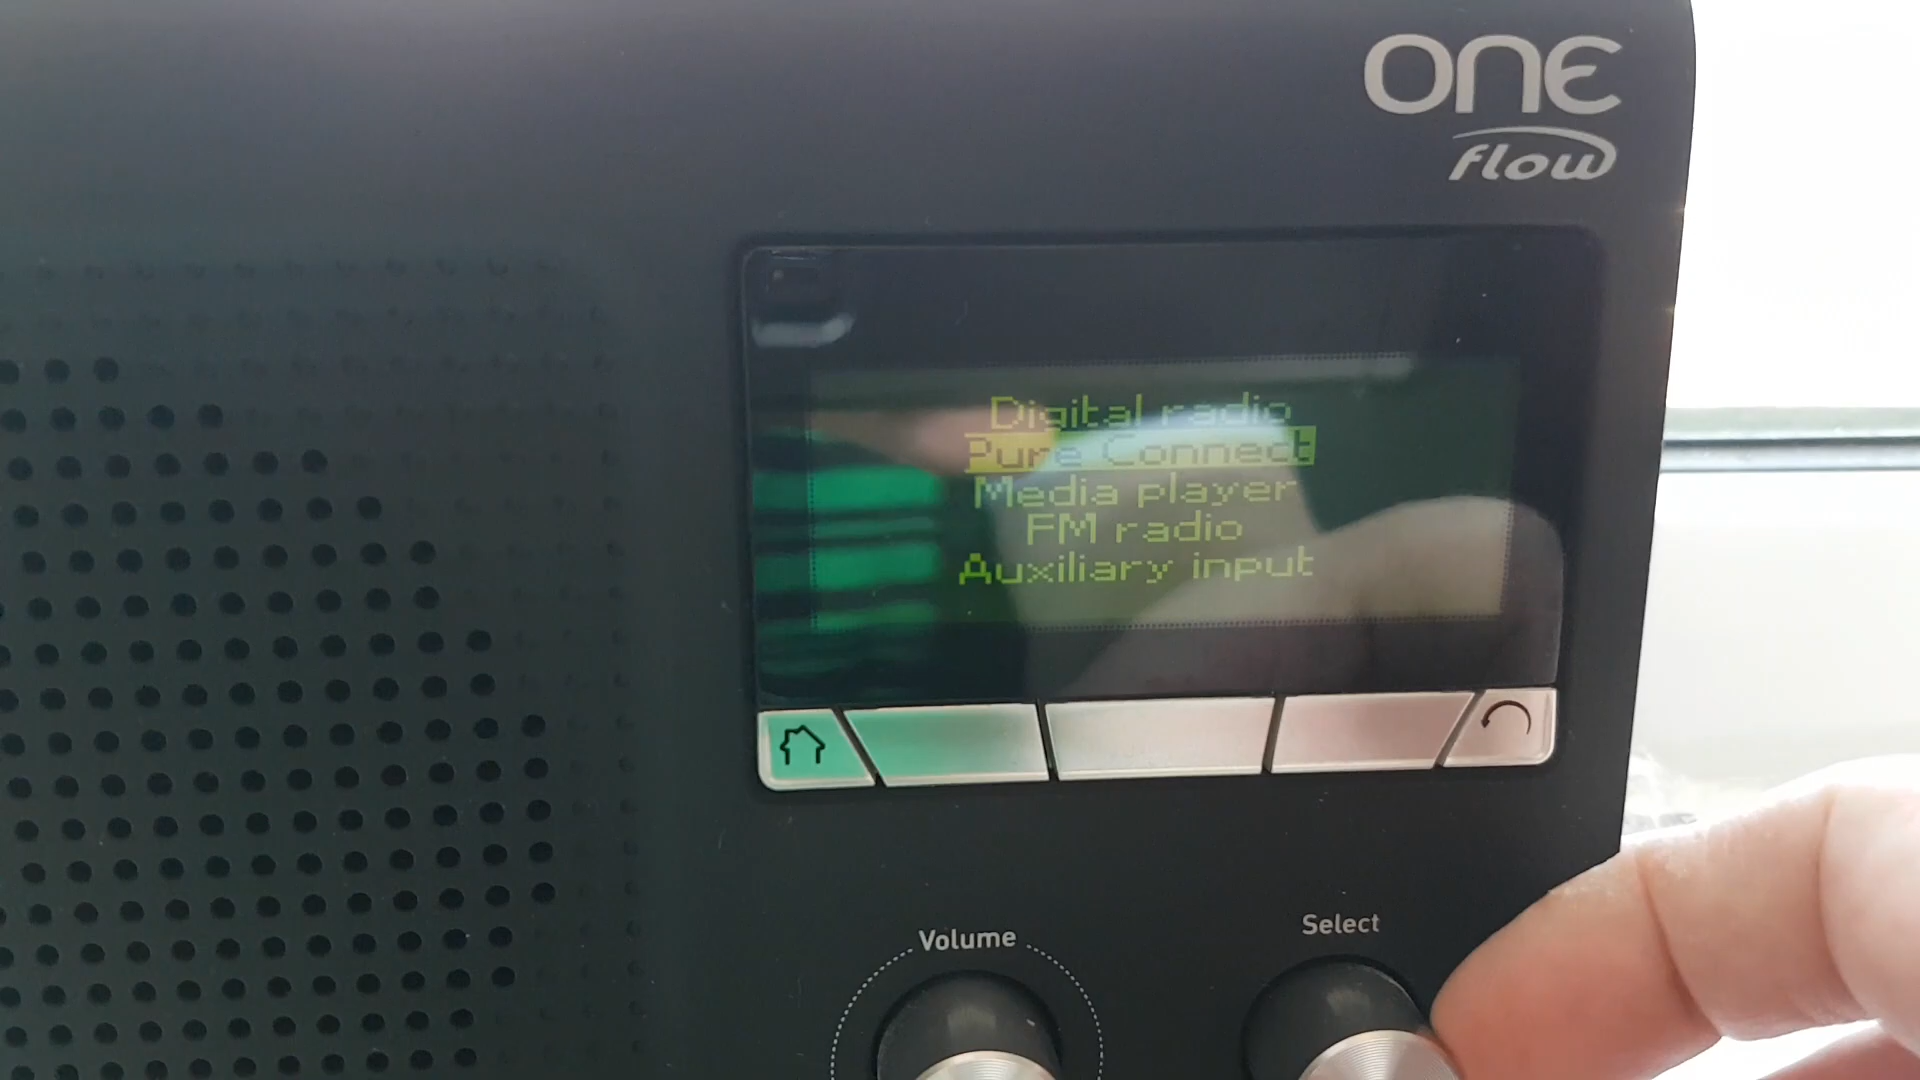 ONE
flow
Digital radio
Pure Connect
Media player
FM radio
Auxiliary input
Volume
Select